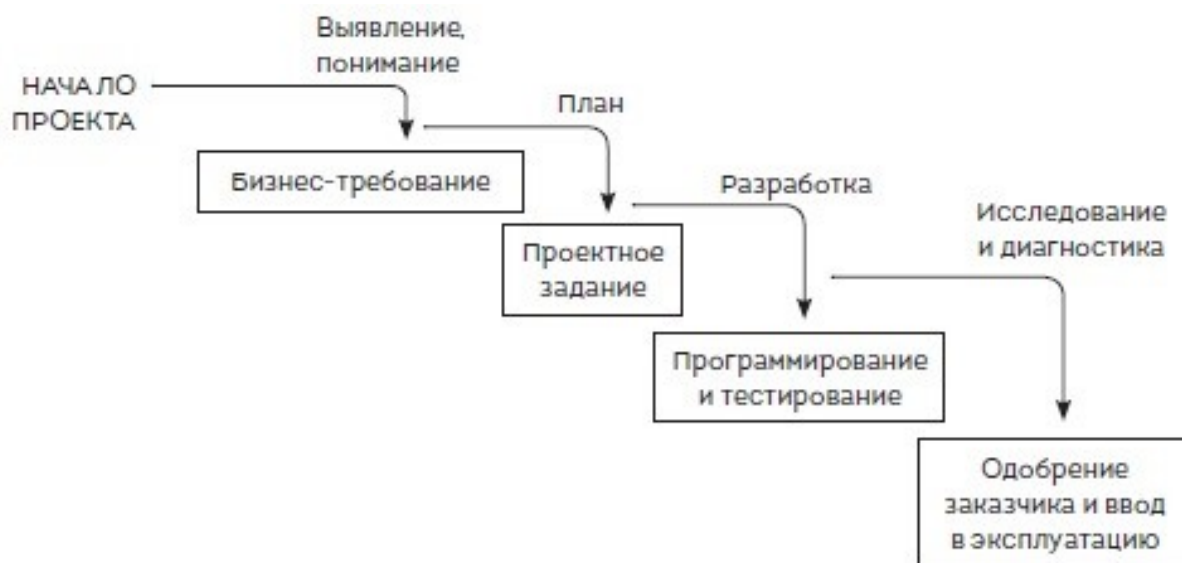 Выявление,
понимание
НАЧАЛО
ПРОЕКТА
План
Бизнес-требование
Разработка
Проектное
задание
Исследование
и диагностика
Программирование
и тестирование
Одобрение
заказчика и ввод
в эксплуатацию